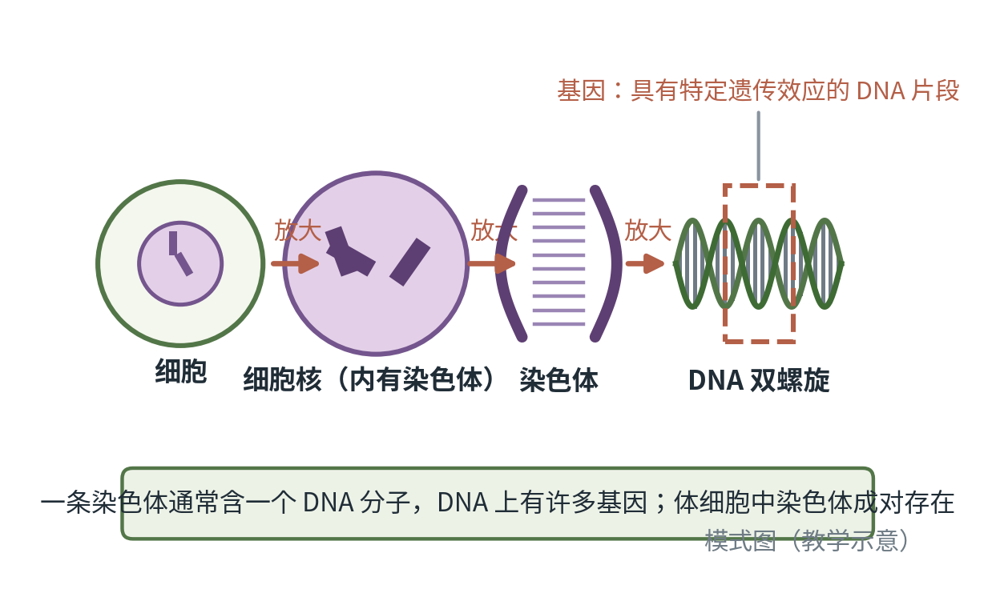 基因：具有特定遗传效应的 DNA 片段
放大
放大
放大
细胞
细胞核（内有染色体）
染色体
DNA 双螺旋
一条染色体通常含一个 DNA 分子，DNA 上有许多基因；体细胞中染色体成对存在
模式图（教学示意）